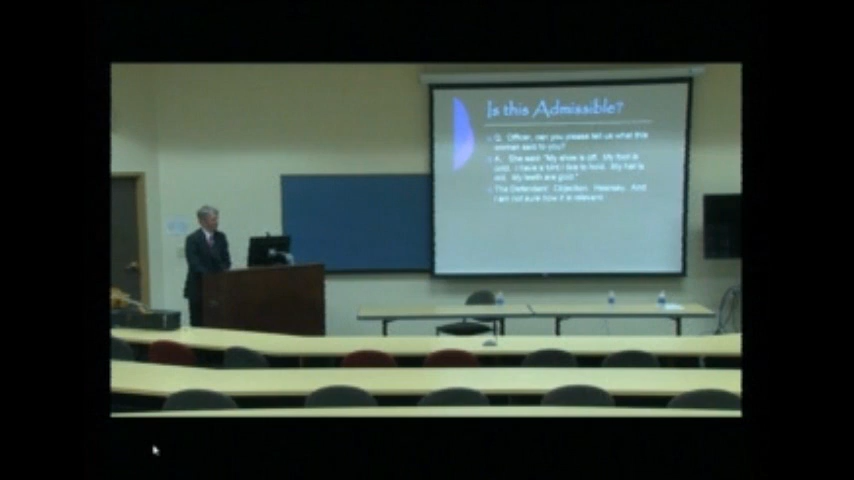 Is this Admissible?
Q. Officer, can you please tell us what this
woman said to you?
A. She said "My shoe is off. My foot is
cold. I have a bird I like to hold. My hat is
old. My teeth are gold."
The Defendant: Objection. Hearsay. And
I am not sure how it is relevant